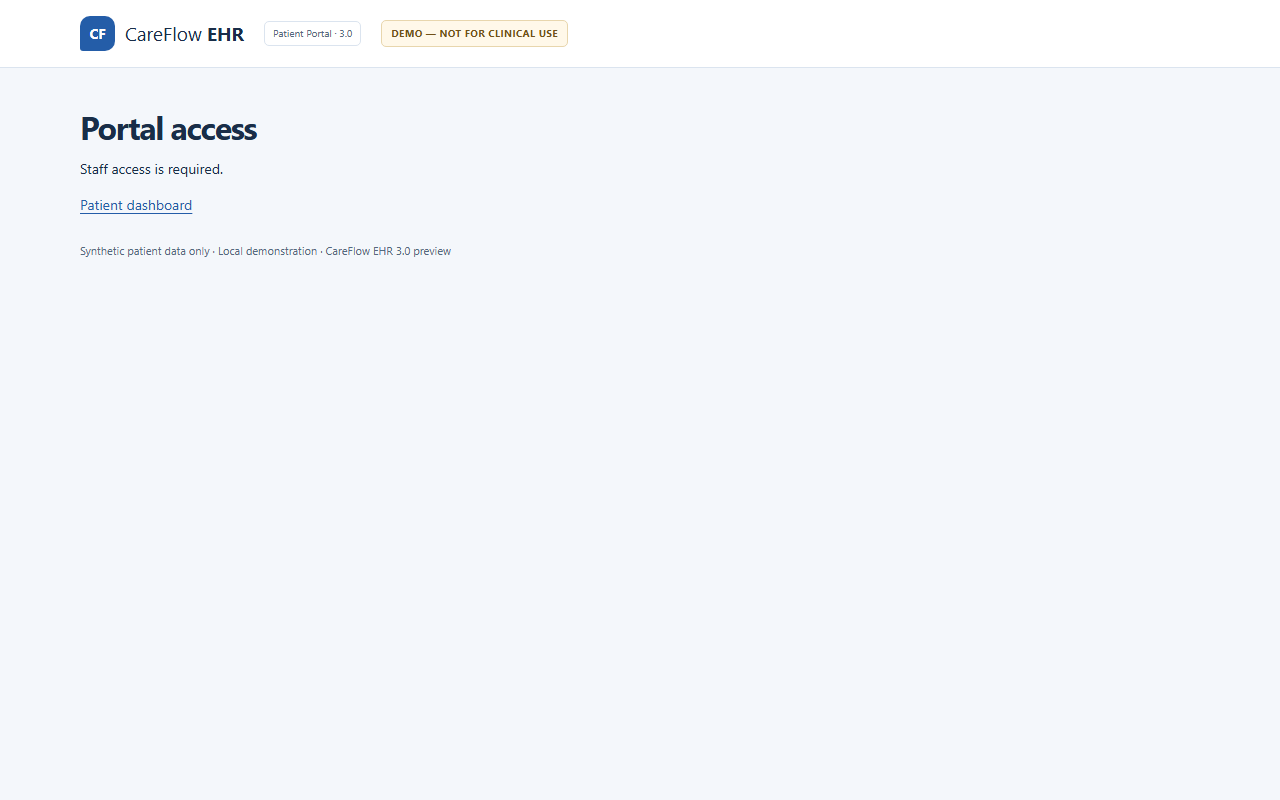 CF CareFlow EHR Patient Portal · 3.0 DEMO — NOT FOR CLINICAL USE
Portal access
Staff access is required.
Patient dashboard
Synthetic patient data only · Local demonstration · CareFlow EHR 3.0 preview